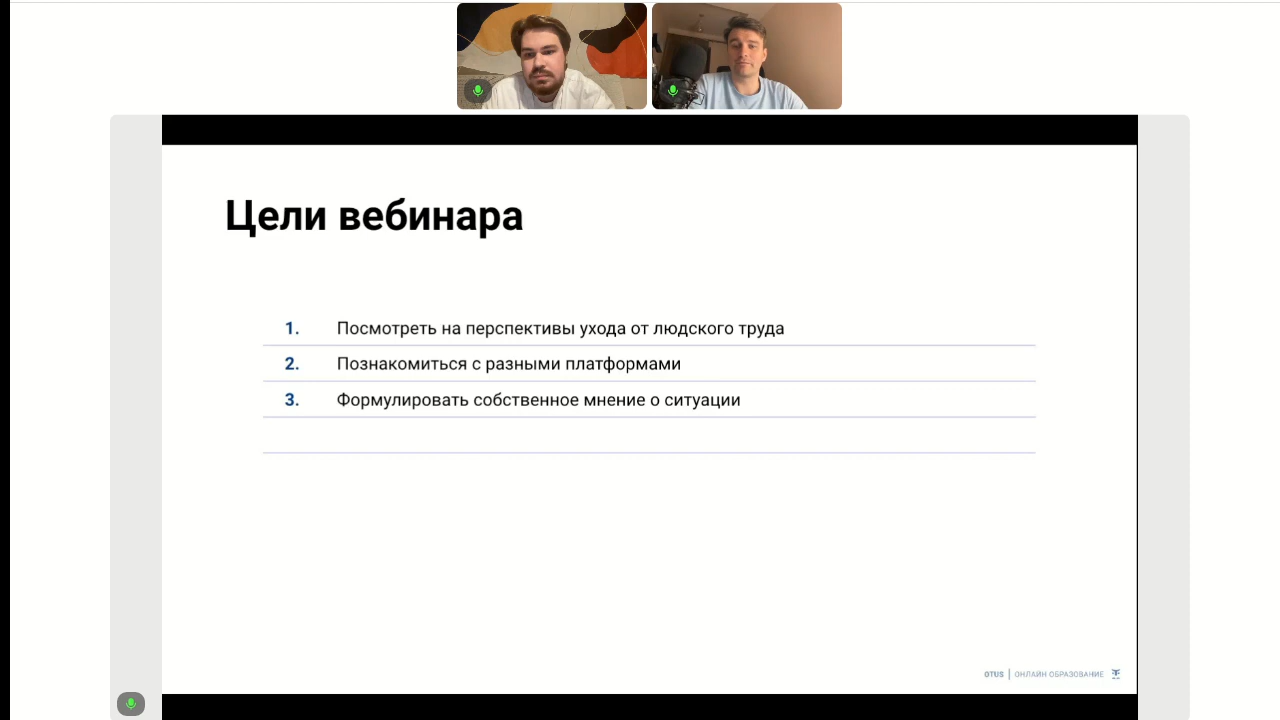 Цели вебинара
1. Посмотреть на перспективы ухода от людского труда
2. Познакомиться с разными платформами
3. Формулировать собственное мнение о ситуации
OTUS | ОНЛАЙН ОБРАЗОВАНИЕ